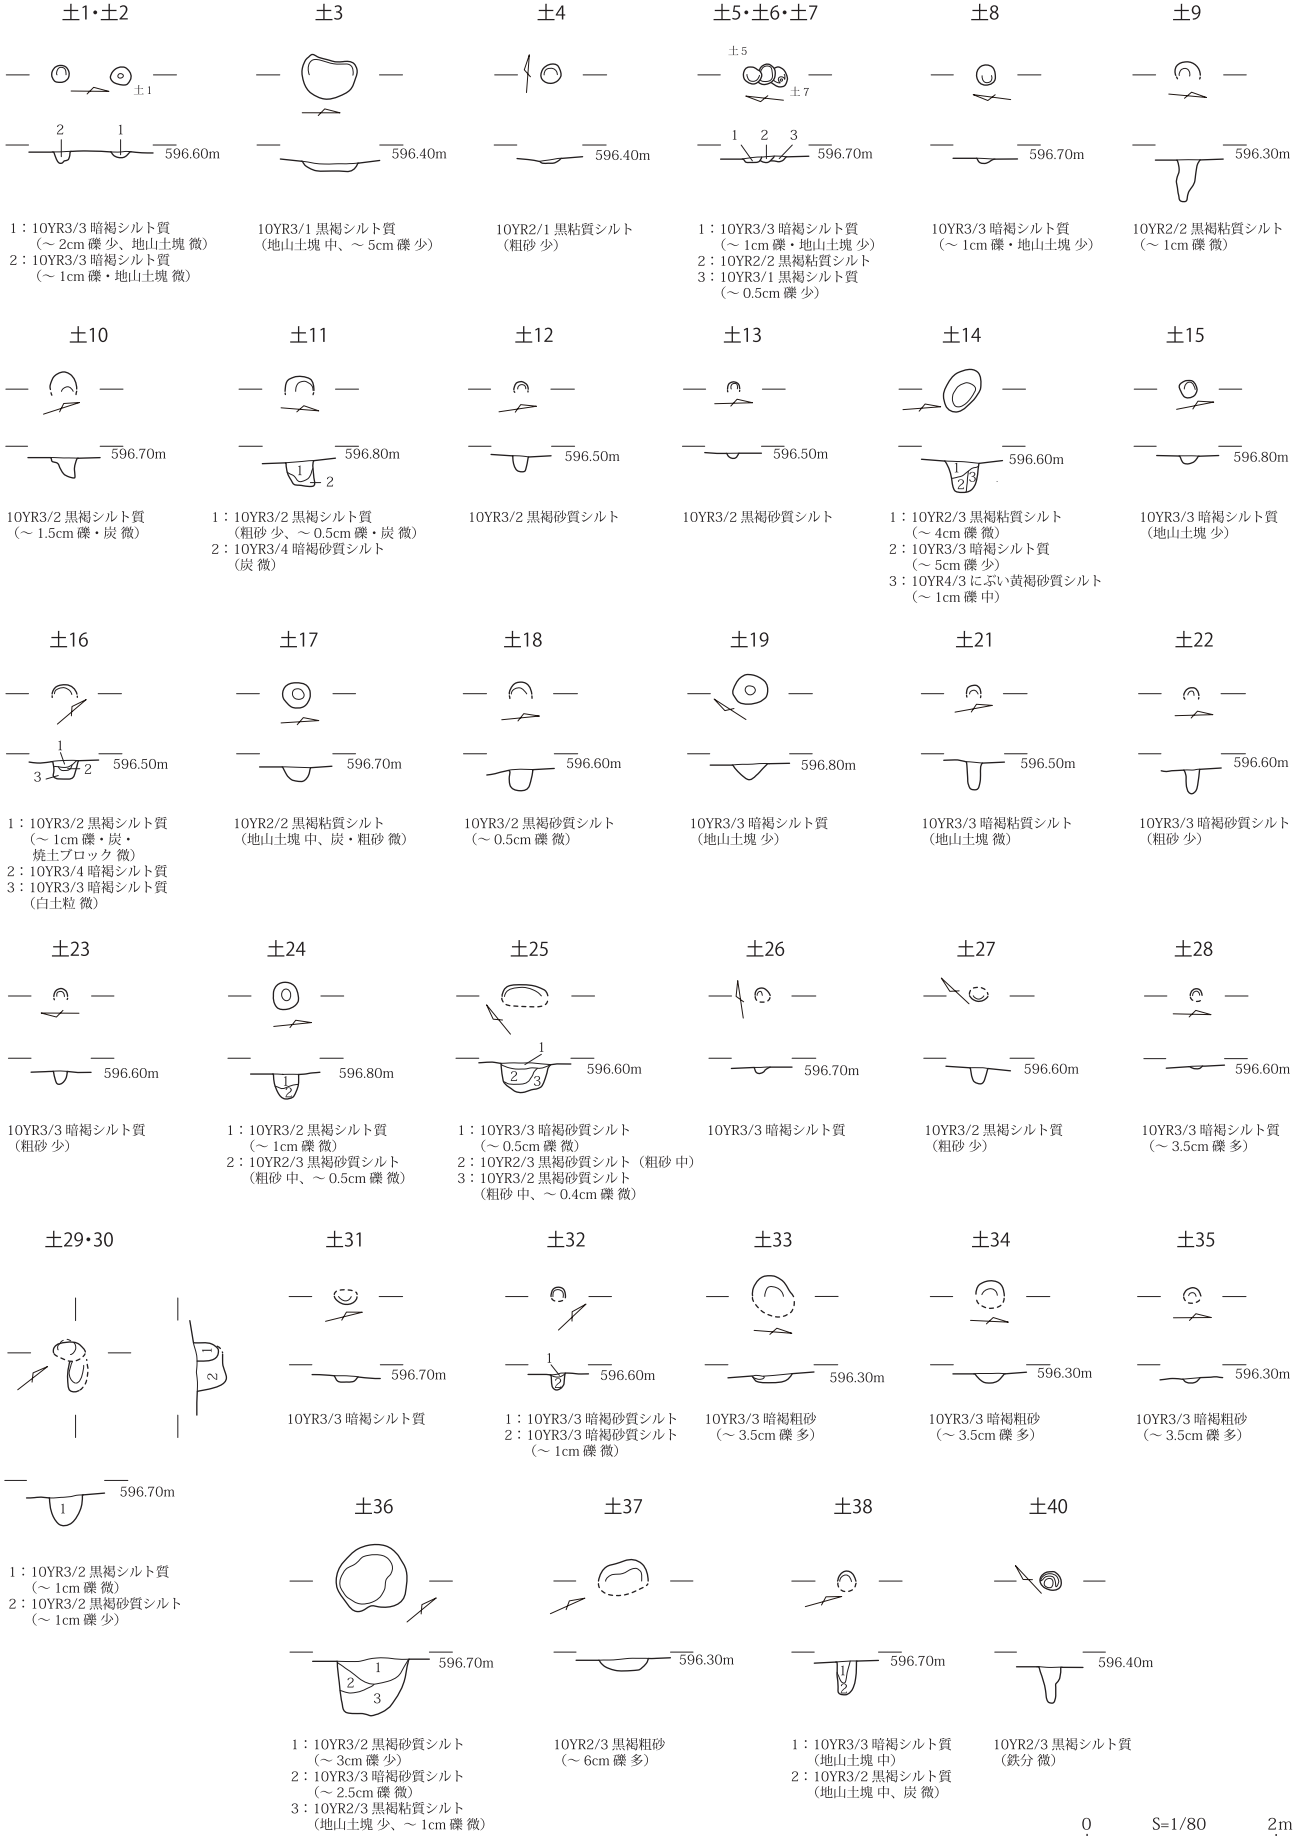 土1・土2
土1
2
1
596.60m
1：10YR3/3 暗褐シルト質
（～ 2cm 礫 少、地山土塊 微）
2：10YR3/3 暗褐シルト質
（～ 1cm 礫・地山土塊 微）
土3
596.40m
10YR3/1 黒褐シルト質
（地山土塊 中、～ 5cm 礫 少）
土4
596.40m
10YR2/1 黒粘質シルト
（粗砂 少）
土5・土6・土7
土5
土7
1
2
3
596.70m
1：10YR3/3 暗褐シルト質
（～ 1cm 礫・地山土塊 少）
2：10YR2/2 黒褐粘質シルト
3：10YR3/1 黒褐シルト質
（～ 0.5cm 礫 少）
土8
596.70m
10YR3/3 暗褐シルト質
（～ 1cm 礫・地山土塊 少）
土9
596.30m
10YR2/2 黒褐粘質シルト
（～ 1cm 礫 微）
土10
596.70m
10YR3/2 黒褐シルト質
（～ 1.5cm 礫・炭 微）
土11
1
2
596.80m
1：10YR3/2 黒褐シルト質
（粗砂 少、～ 0.5cm 礫・炭 微）
2：10YR3/4 暗褐砂質シルト
（炭 微）
土12
596.50m
10YR3/2 黒褐砂質シルト
土13
596.50m
10YR3/2 黒褐砂質シルト
土14
1
2
3
596.60m
1：10YR2/3 黒褐粘質シルト
（～ 4cm 礫 微）
2：10YR3/3 暗褐シルト質
（～ 5cm 礫 少）
3：10YR4/3 にぶい黄褐砂質シルト
（～ 1cm 礫 中）
土15
596.80m
10YR3/3 暗褐シルト質
（地山土塊 少）
土16
1
2
3
596.50m
1：10YR3/2 黒褐シルト質
（～ 1cm 礫・炭・
焼土ブロック 微）
2：10YR3/4 暗褐シルト質
3：10YR3/3 暗褐シルト質
（白土粒 微）
土17
596.70m
10YR2/2 黒褐粘質シルト
（地山土塊 中、炭・粗砂 微）
土18
596.60m
10YR3/2 黒褐砂質シルト
（～ 0.5cm 礫 微）
土19
596.80m
10YR3/3 暗褐シルト質
（地山土塊 少）
土21
596.50m
10YR3/3 暗褐粘質シルト
（地山土塊 微）
土22
596.60m
10YR3/3 暗褐砂質シルト
（粗砂 少）
土23
596.60m
10YR3/3 暗褐シルト質
（粗砂 少）
土24
1
2
596.80m
1：10YR3/2 黒褐シルト質
（～ 1cm 礫 微）
2：10YR2/3 黒褐砂質シルト
（粗砂 中、～ 0.5cm 礫 微）
土25
1
2
3
596.60m
1：10YR3/3 暗褐砂質シルト
（～ 0.5cm 礫 微）
2：10YR2/3 黒褐砂質シルト（粗砂 中）
3：10YR3/2 黒褐砂質シルト
（粗砂 中、～ 0.4cm 礫 微）
土26
596.70m
10YR3/3 暗褐シルト質
土27
596.60m
10YR3/2 黒褐シルト質
（粗砂 少）
土28
596.60m
10YR3/3 暗褐シルト質
（～ 3.5cm 礫 多）
土29・30
1
2
596.70m
1
1：10YR3/2 黒褐シルト質
（～ 1cm 礫 微）
2：10YR3/2 黒褐砂質シルト
（～ 1cm 礫 少）
土31
596.70m
10YR3/3 暗褐シルト質
土32
1
2
596.60m
1：10YR3/3 暗褐砂質シルト
2：10YR3/3 暗褐砂質シルト
（～ 1cm 礫 微）
土33
596.30m
10YR3/3 暗褐粗砂
（～ 3.5cm 礫 多）
土34
596.30m
10YR3/3 暗褐粗砂
（～ 3.5cm 礫 多）
土35
596.30m
10YR3/3 暗褐粗砂
（～ 3.5cm 礫 多）
土36
1
2
3
596.70m
1：10YR3/2 黒褐砂質シルト
（～ 3cm 礫 少）
2：10YR3/3 暗褐砂質シルト
（～ 2.5cm 礫 微）
3：10YR2/3 黒褐粘質シルト
（地山土塊 少、～ 1cm 礫 微）
土37
596.30m
10YR2/3 黒褐粗砂
（～ 6cm 礫 多）
土38
1
2
596.70m
1：10YR3/3 暗褐シルト質
（地山土塊 中）
2：10YR3/2 黒褐シルト質
（地山土塊 中、炭 微）
土40
596.40m
10YR2/3 黒褐シルト質
（鉄分 微）
0 S=1/80 2m